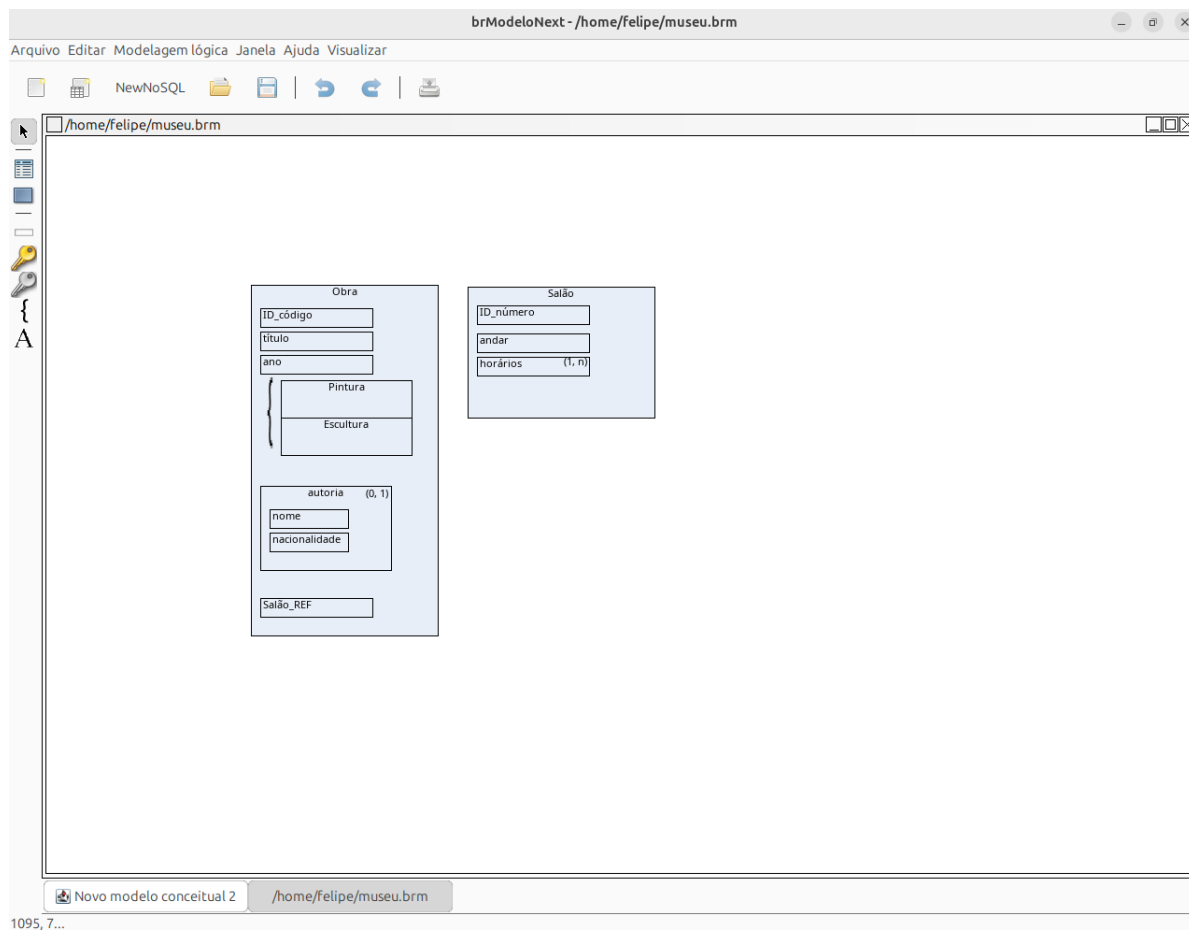 brModeloNext - /home/felipe/museu.brm
Arquivo Editar Modelagem lógica Janela Ajuda Visualizar
NewNoSQL
/home/felipe/museu.brm
A
Obra
ID_código
título
ano
Pintura
Escultura
autoria (0, 1)
nome
nacionalidade
Salão_REF
Salão
ID_número
andar
horários (1, n)
Novo modelo conceitual 2
/home/felipe/museu.brm
1095, 7...